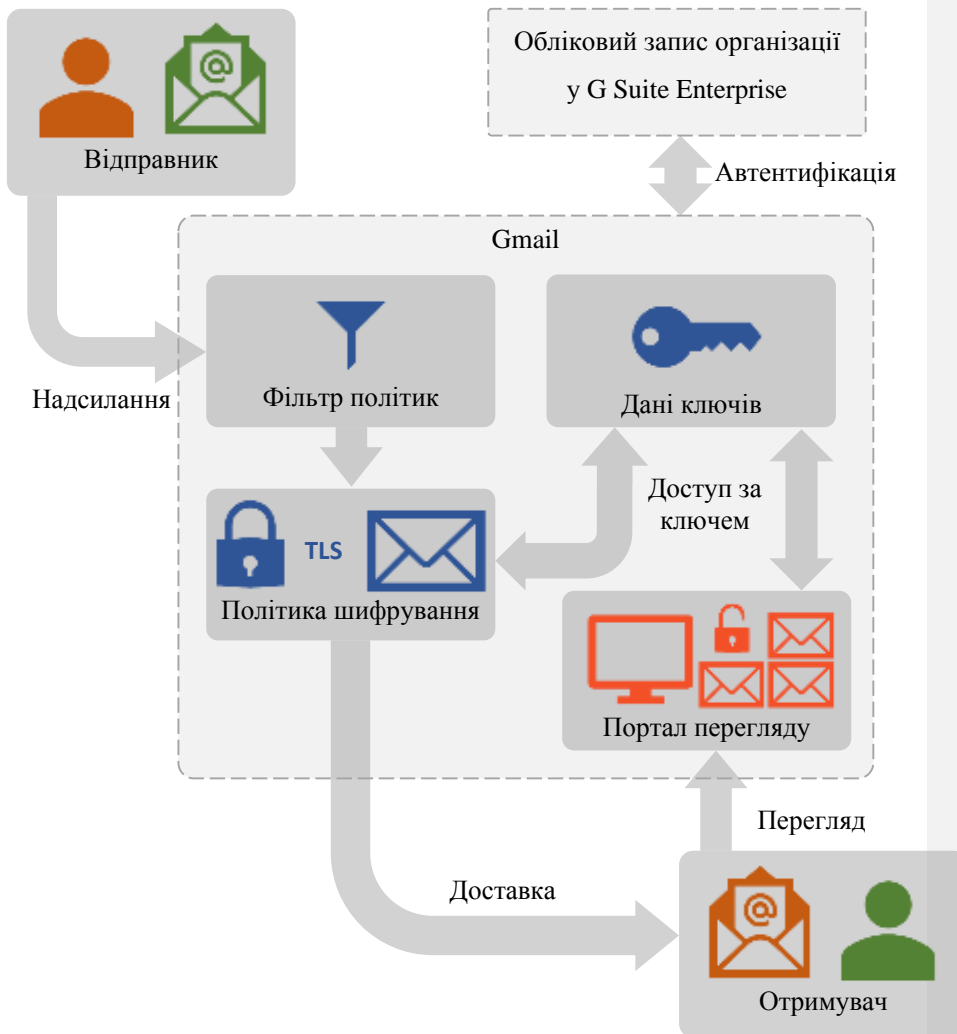 Обліковий запис організації
у G Suite Enterprise
@
Відправник
Автентифікація
Gmail
Надсилання
Фільтр політик
Дані ключів
Доступ за
ключем
TLS
Політика шифрування
Портал перегляду
Перегляд
Доставка
@
Отримувач